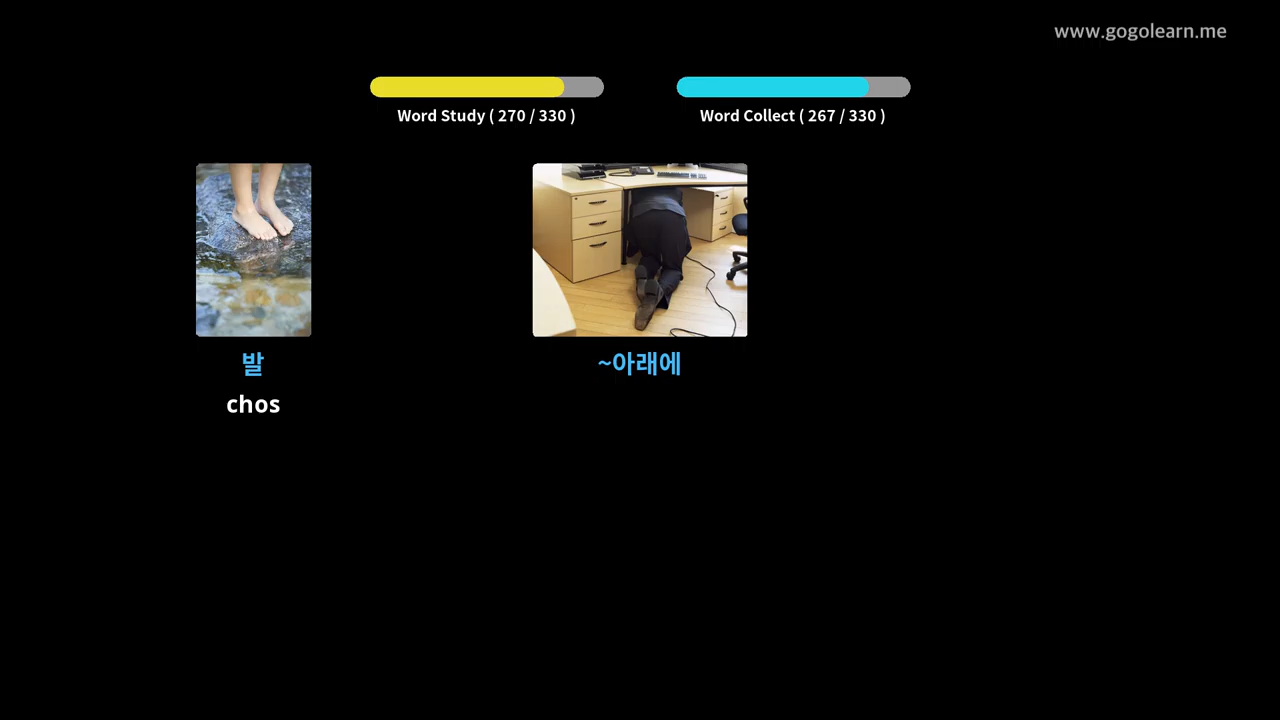 www.gogolearn.me
Word Study ( 270 / 330 )
Word Collect ( 267 / 330 )
발
~아래에
chos